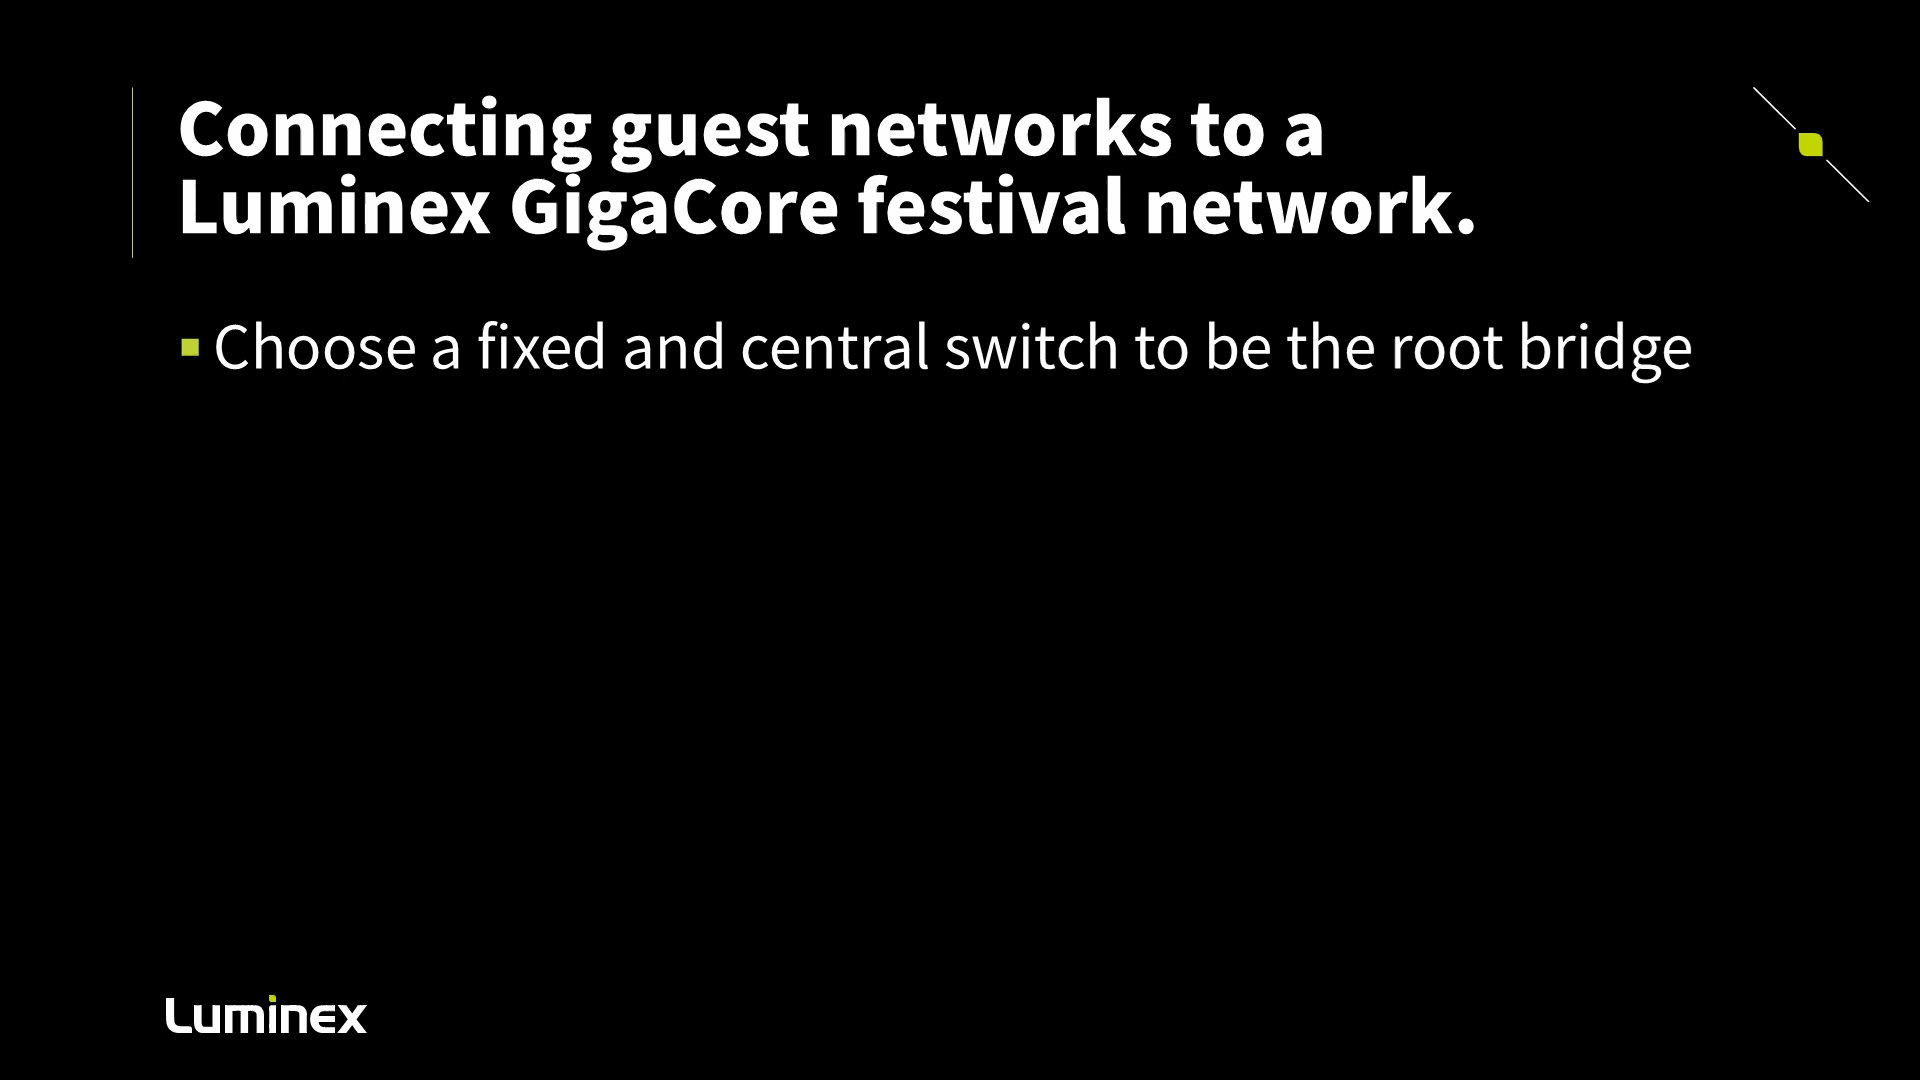 Connecting guest networks to a
Luminex GigaCore festival network.
Choose a fixed and central switch to be the root bridge
Luminex